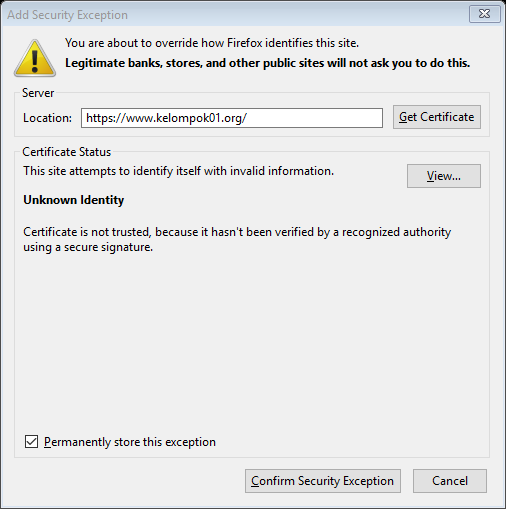 Add Security Exception
You are about to override how Firefox identifies this site.
Legitimate banks, stores, and other public sites will not ask you to do this.
Server
Location: https://www.kelompok01.org/ Get Certificate
Certificate Status
This site attempts to identify itself with invalid information.
View...
Unknown Identity
Certificate is not trusted, because it hasn't been verified by a recognized authority
using a secure signature.
Permanently store this exception
Confirm Security Exception Cancel